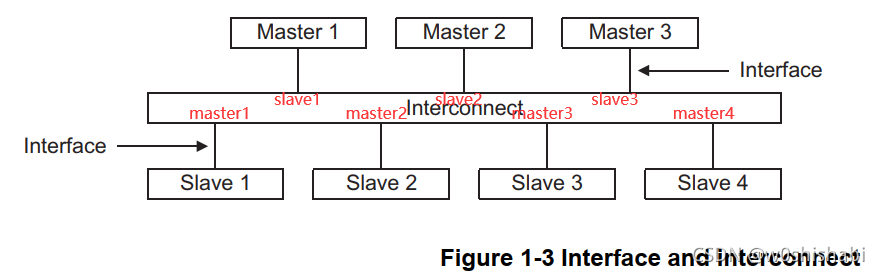 Master 1 Master 2 Master 3
Interface
slave1 slave2 slave3
Interconnect
master1 master2 master3 master4
Interface
Slave 1 Slave 2 Slave 3 Slave 4
Figure 1-3 Interface and Interconnect
CSDN @w0shishabi